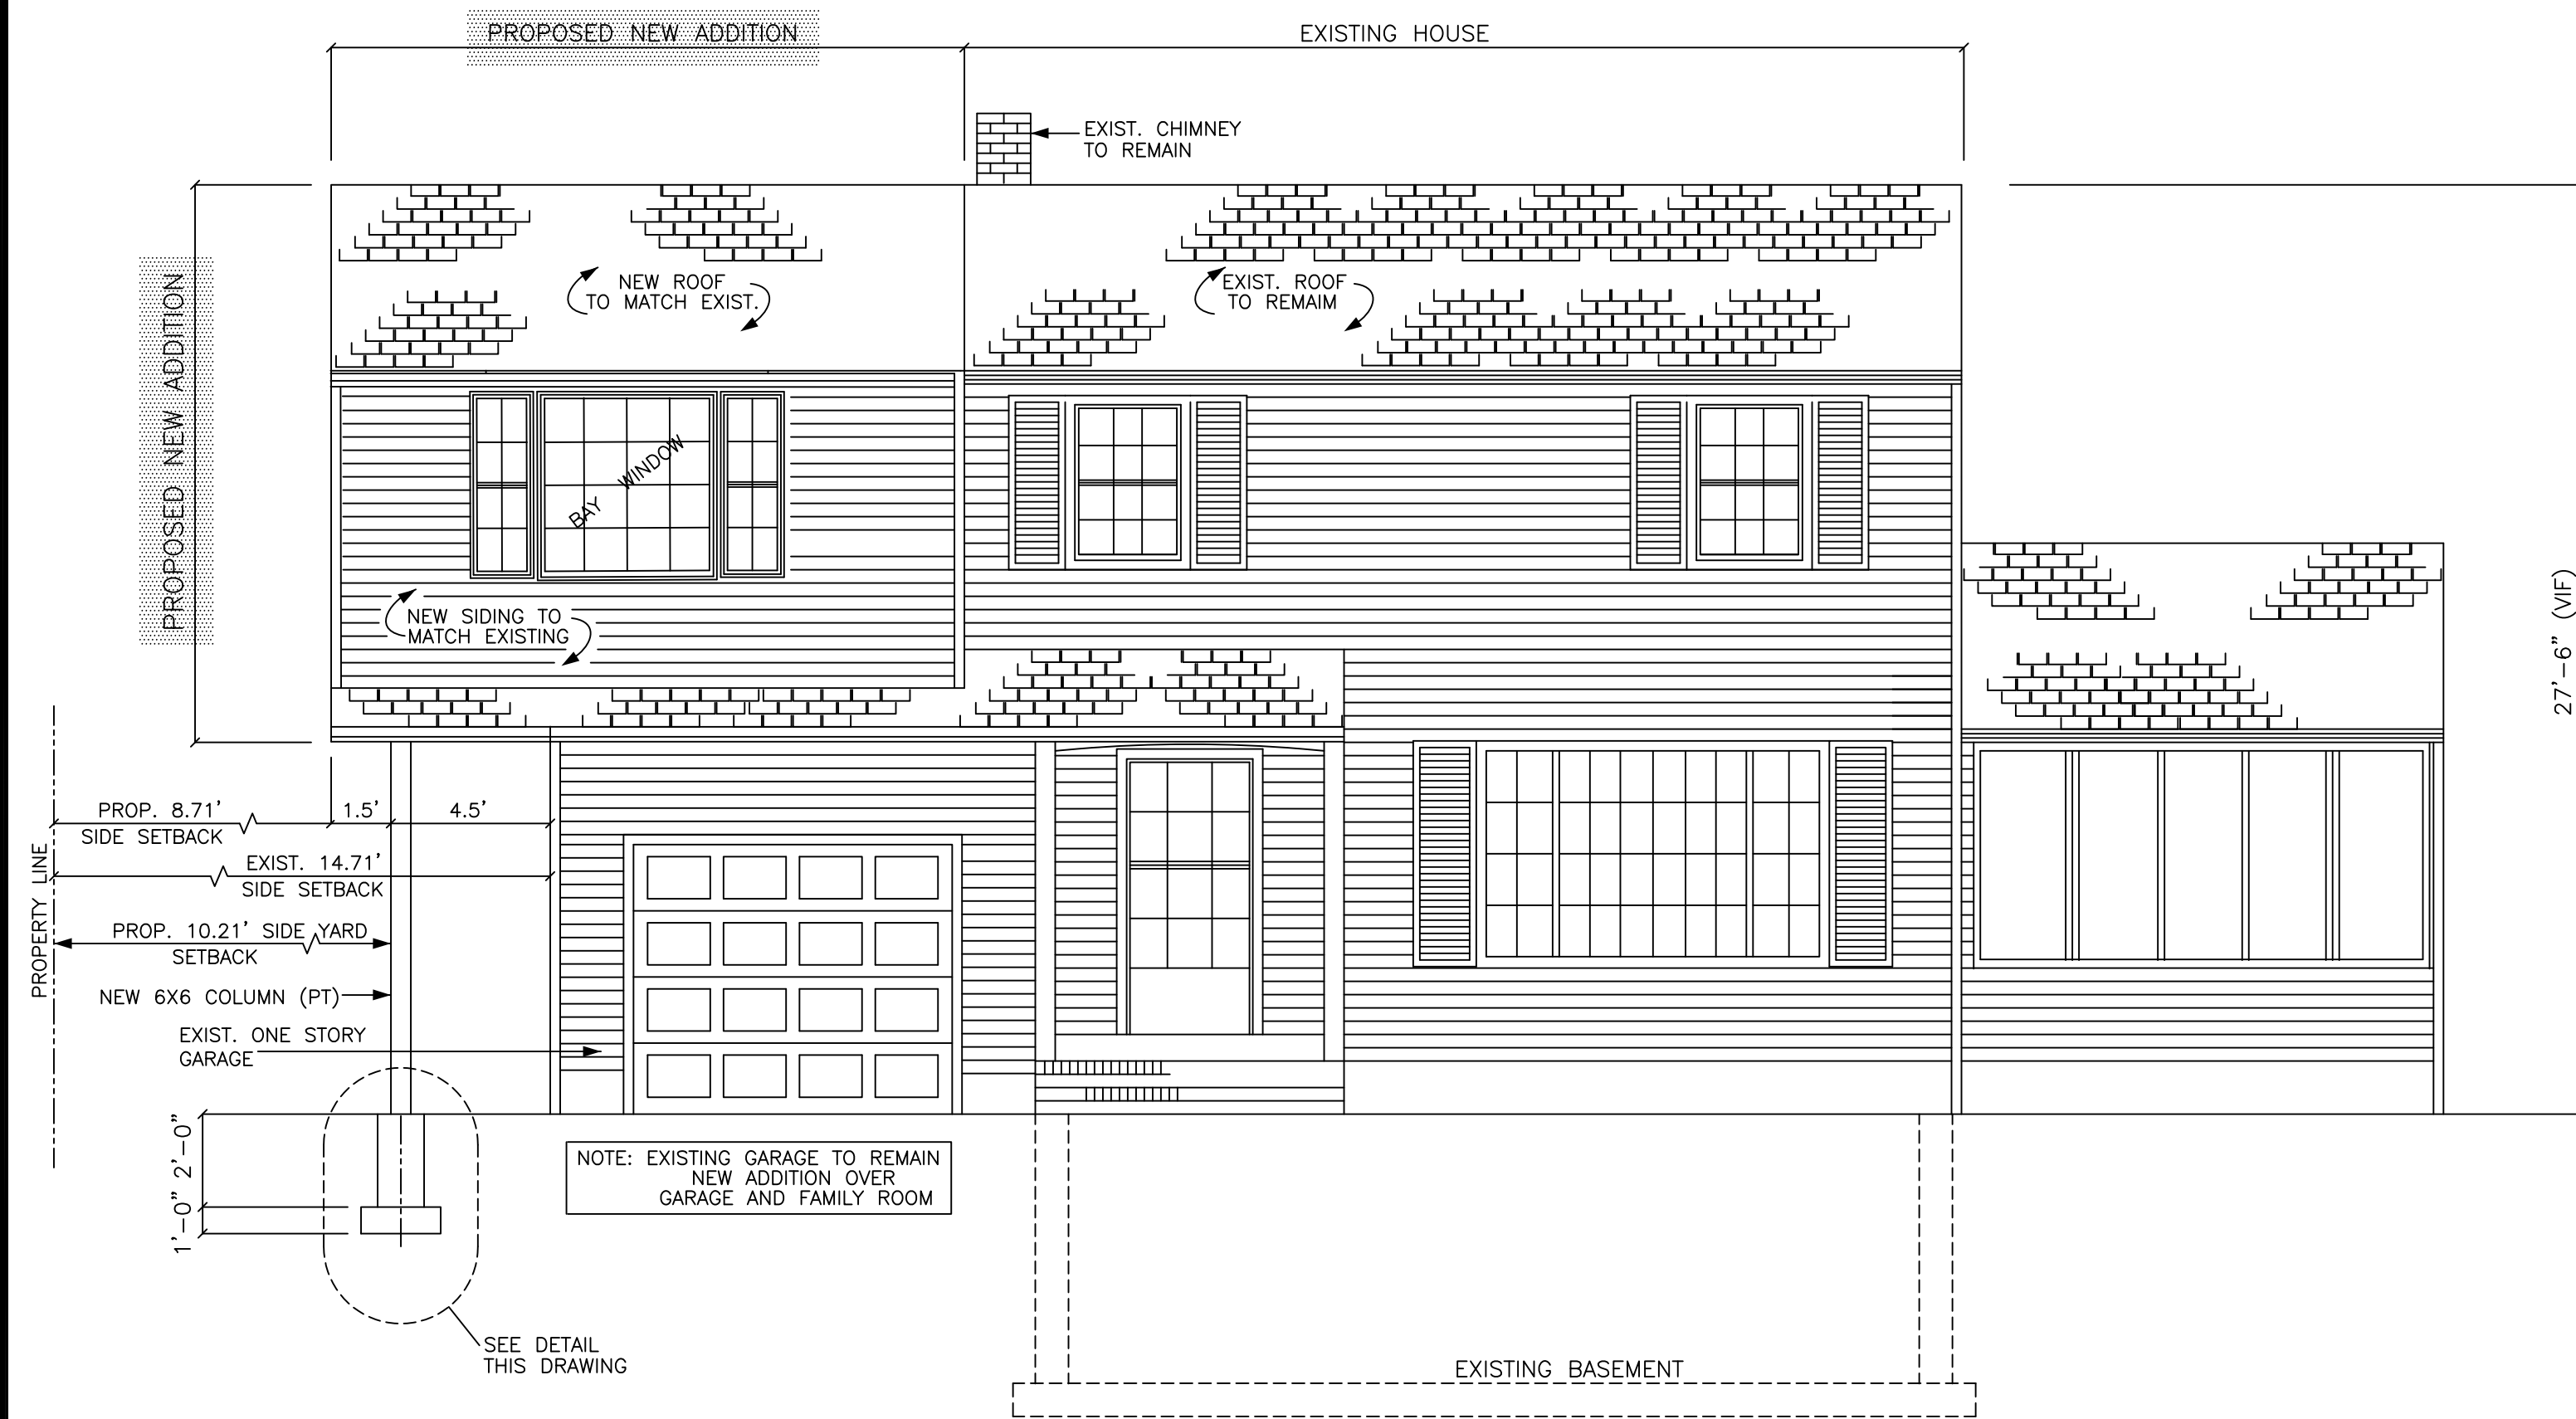 PROPOSED NEW ADDITION
EXISTING HOUSE
EXIST. CHIMNEY
TO REMAIN
PROPOSED NEW ADDITION
NEW ROOF
TO MATCH EXIST.
EXIST. ROOF
TO REMAIM
BAY WINDOW
NEW SIDING TO
MATCH EXISTING
27'-6" (VIF)
PROP. 8.71'
SIDE SETBACK
1.5'
4.5'
EXIST. 14.71'
SIDE SETBACK
PROPERTY LINE
PROP. 10.21' SIDE YARD
SETBACK
NEW 6X6 COLUMN (PT)
EXIST. ONE STORY
GARAGE
2'-0"
1'-0"
NOTE: EXISTING GARAGE TO REMAIN
NEW ADDITION OVER
GARAGE AND FAMILY ROOM
SEE DETAIL
THIS DRAWING
EXISTING BASEMENT